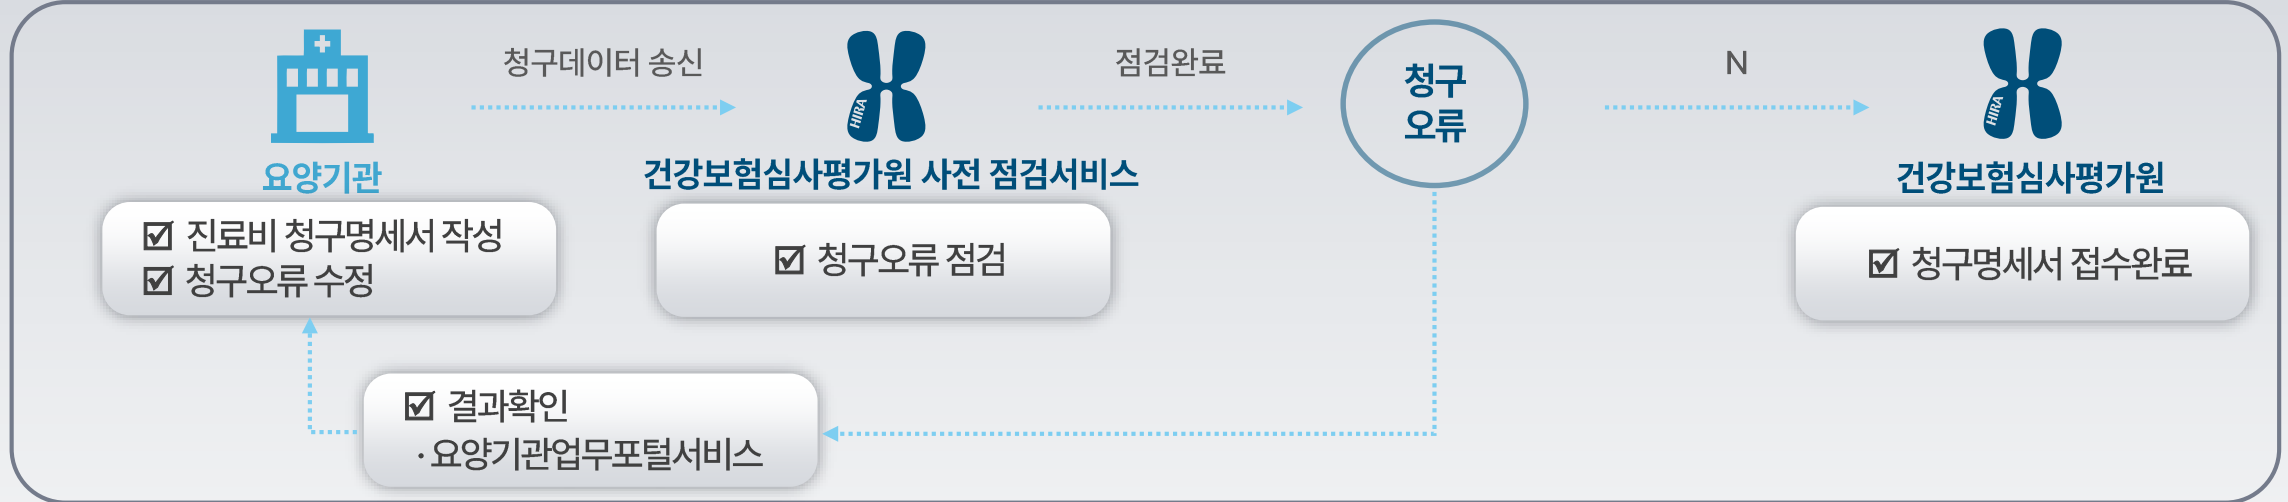 청구데이터 송신
점검완료
청구
오류
N
HIRA
HIRA
요양기관
건강보험심사평가원 사전 점검서비스
건강보험심사평가원
진료비 청구명세서 작성
청구오류 수정
청구오류 점검
청구명세서 접수완료
결과확인
· 요양기관업무포털서비스